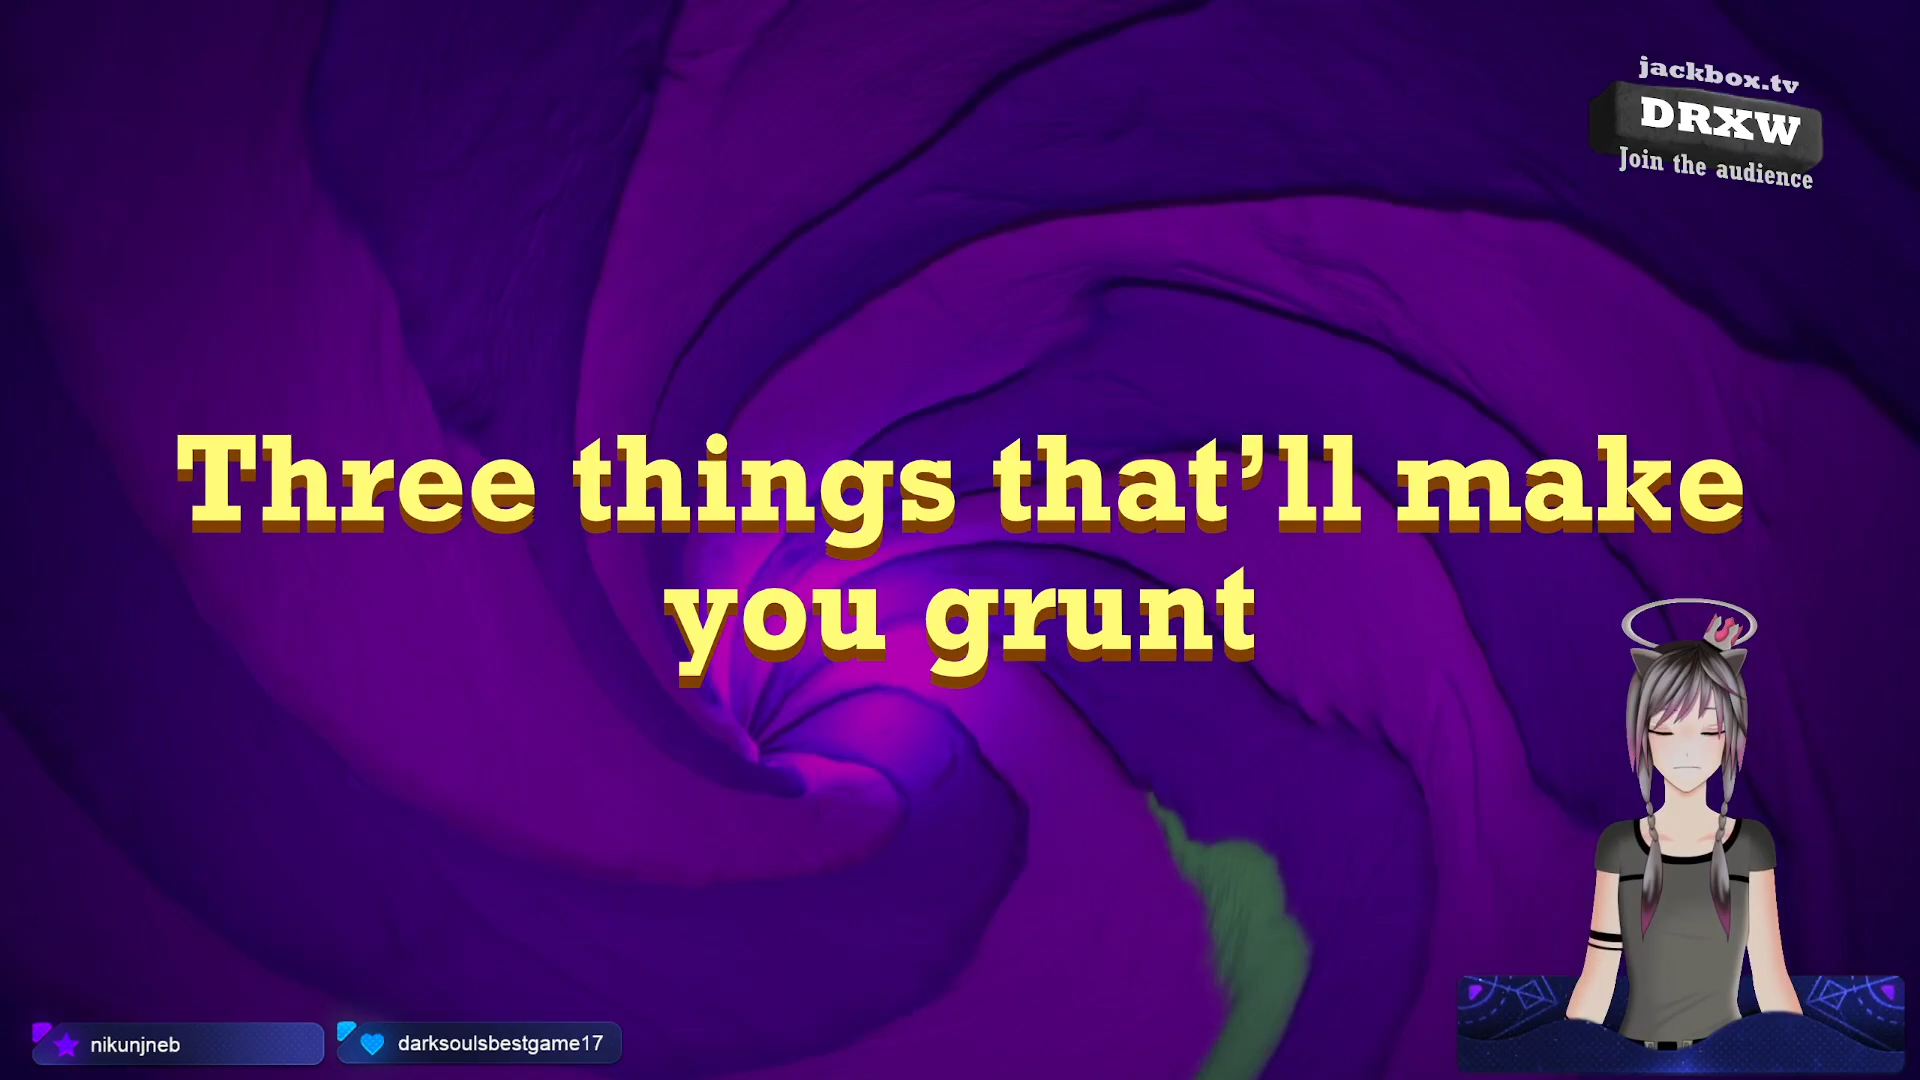 jackbox.tv
DRXW
Join the audience
Three things that’ll make
you grunt
nikunjneb
darksoulsbestgame17